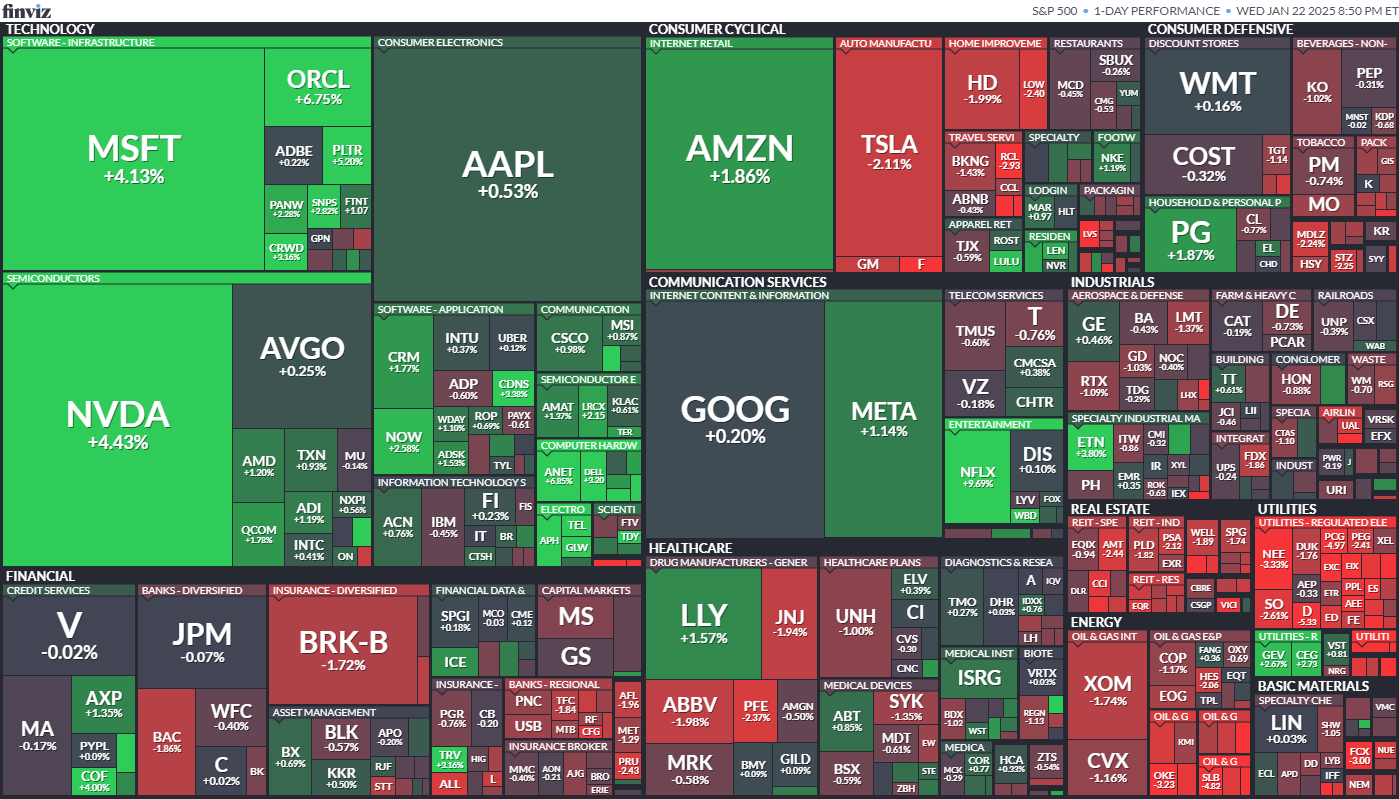 finviz
S&P 500 • 1-DAY PERFORMANCE • WED JAN 22 2025 8:50 PM ET
TECHNOLOGY
SOFTWARE - INFRASTRUCTURE
MSFT
+4.13%
ORCL
+6.75%
ADBE
+0.22%
PLTR
+5.20%
PANW
+2.28%
SNPS
+2.82%
FTNT
+1.07
CRWD
+3.16%
GPN
CONSUMER ELECTRONICS
AAPL
+0.53%
SEMICONDUCTORS
NVDA
+4.43%
AVGO
+0.25%
AMD
+1.20%
TXN
+0.93%
MU
-0.14%
QCOM
+1.78%
ADI
+1.19%
NXPI
+0.56%
INTC
+0.41%
ON
SOFTWARE - APPLICATION
CRM
+1.77%
INTU
+0.37%
UBER
+0.12%
ADP
-0.60%
CDNS
+3.38%
NOW
+2.58%
WDAY
+1.10%
ROP
+0.69%
PAYX
-0.61
ADSK
+1.53%
TYL
INFORMATION TECHNOLOGY S
ACN
+0.76%
IBM
-0.45%
FI
+0.23%
FIS
IT
BR
CTSH
COMMUNICATION
CSCO
+0.98%
MSI
+0.87%
SEMICONDUCTOR E
AMAT
+1.37%
LRCX
+2.15
KLAC
+0.61%
TER
COMPUTER HARDW
ANET
+6.85%
DELL
+3.20
ELECTRO
APH
TEL
GLW
SCIENTI
FTV
TDY
CONSUMER CYCLICAL
INTERNET RETAIL
AMZN
+1.86%
AUTO MANUFACTU
TSLA
-2.11%
GM
F
HOME IMPROVEME
HD
-1.99%
LOW
-2.40
RESTAURANTS
MCD
-0.45%
SBUX
-0.26%
CMG
-0.53
YUM
TRAVEL SERVI
BKNG
-1.43%
RCL
-2.93
ABNB
-0.43%
CCL
SPECIALTY
FOOTW
NKE
+1.19%
LODGIN
MAR
+0.97
HLT
PACKAGIN
APPAREL RET
TJX
-0.59%
ROST
LULU
RESIDEN
LEN
NVR
LVS
CONSUMER DEFENSIVE
DISCOUNT STORES
WMT
+0.16%
COST
-0.32%
TGT
-1.14
BEVERAGES - NON-
KO
-1.02%
PEP
-0.31%
MNST
-0.02
KDP
-0.68
TOBACCO
PM
-0.74%
MO
PACK
GIS
K
HOUSEHOLD & PERSONAL P
PG
+1.87%
CL
-0.77%
EL
CHD
MDLZ
-2.24%
HSY
STZ
-2.25
KR
SYY
COMMUNICATION SERVICES
INTERNET CONTENT & INFORMATION
GOOG
+0.20%
META
+1.14%
TELECOM SERVICES
TMUS
-0.60%
T
-0.76%
VZ
-0.18%
CMCSA
+0.38%
CHTR
ENTERTAINMENT
NFLX
+9.69%
DIS
+0.10%
LYV
FOX
WBD
INDUSTRIALS
AEROSPACE & DEFENSE
GE
+0.46%
BA
-0.43%
LMT
-1.37%
RTX
-1.09%
GD
-1.03%
NOC
-0.40%
TDG
-0.29%
LHX
FARM & HEAVY C
CAT
-0.19%
DE
-0.73%
PCAR
RAILROADS
UNP
-0.39%
CSX
WAB
BUILDING
TT
+0.61%
JCI
-0.46
LII
CONGLOMER
HON
-0.88%
WASTE
WM
-0.70
RSG
SPECIALTY INDUSTRIAL MA
ETN
+3.80%
ITW
-0.86
CMI
-0.32
PH
EMR
+0.35
IR
XYL
ROK
-0.63
IEX
INTEGRAT
UPS
-0.24
FDX
-1.86
SPECIA
CTAS
-1.10
INDUST
AIRLIN
UAL
VRSK
EFX
PWR
-0.19
J
URI
HEALTHCARE
DRUG MANUFACTURERS - GENER
LLY
+1.57%
JNJ
-1.94%
ABBV
-1.98%
PFE
-2.37%
AMGN
-0.50%
MRK
-0.58%
BMY
+0.09%
GILD
+0.09%
HEALTHCARE PLANS
UNH
-1.00%
ELV
+0.39%
CI
CVS
-0.30
CNC
MEDICAL DEVICES
ABT
+0.85%
SYK
-1.35%
MDT
-0.61%
EW
BSX
-0.59%
STE
ZBH
DIAGNOSTICS & RESEA
TMO
+0.27%
DHR
+0.03%
A
IQV
IDXX
+0.76
LH
MEDICAL INST
ISRG
BDX
-1.02
WST
BIOTE
VRTX
+0.03%
REGN
-1.13
MEDICA
MCK
-0.29
COR
+0.77
HCA
+0.33%
ZTS
-0.54%
REAL ESTATE
REIT - SPE
EQIX
-0.94
AMT
-2.44
DLR
CCI
REIT - IND
PLD
-1.82
PSA
-2.12
EXR
REIT - RES
EQR
WELL
-1.89
SPG
-1.74
CBRE
CSGP
VICI
UTILITIES
UTILITIES - REGULATED ELE
NEE
-3.33%
SO
-2.61%
DUK
-1.76
PCG
-4.97
PEG
-2.41
XEL
AEP
-0.33
EXC
EIX
ETR
PPL
ES
D
-5.33
AEE
ED
FE
UTILITIES - R
GEV
+2.67%
CEG
+2.73
VST
+0.81
NRG
UTILITI
ENERGY
OIL & GAS INT
XOM
-1.74%
CVX
-1.16%
OIL & GAS E&P
COP
-1.17%
FANG
+0.36
OXY
-0.69
EOG
HES
-2.06
EQT
TPL
OIL & G
KMI
OKE
-3.23
OIL & G
OIL & G
SLB
-4.82
BASIC MATERIALS
SPECIALTY CHE
LIN
+0.03%
SHW
-1.05
ECL
APD
DD
LYB
IFF
VMC
FCX
-3.00
NUE
NEM
FINANCIAL
CREDIT SERVICES
V
-0.02%
MA
-0.17%
AXP
+1.35%
PYPL
+0.09%
COF
+4.00%
BANKS - DIVERSIFIED
JPM
-0.07%
BAC
-1.86%
WFC
-0.40%
C
+0.02%
BK
INSURANCE - DIVERSIFIED
BRK-B
-1.72%
ASSET MANAGEMENT
BX
+0.69%
BLK
-0.57%
APO
-0.20%
KKR
+0.50%
RJF
STT
FINANCIAL DATA &
SPGI
+0.18%
MCO
-0.03
CME
+0.12
ICE
CAPITAL MARKETS
MS
GS
INSURANCE -
PGR
-0.76%
CB
-0.20
TRV
+3.16%
HIG
ALL
L
BANKS - REGIONAL
PNC
TFC
-1.84
USB
MTB
RF
CFG
INSURANCE BROKER
MMC
-0.40%
AON
-0.21
AJG
BRO
ERIE
AFL
-1.96
MET
-1.29
PRU
-2.43